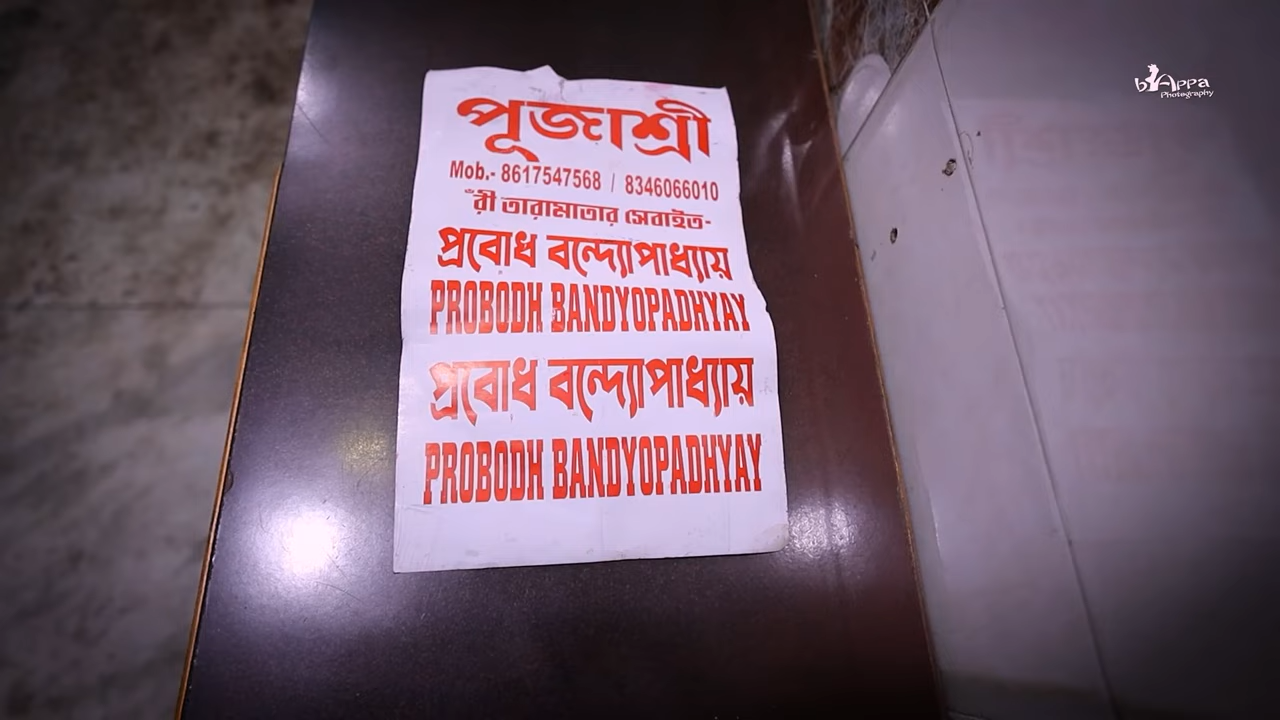 পূজাশ্রী
Mob.- 8617547568 / 8346066010
ঁরী তারামাতার সেবাইত-
প্রবোধ বন্দ্যোপাধ্যায়
PROBODH BANDYOPADHYAY
প্রবোধ বন্দ্যোপাধ্যায়
PROBODH BANDYOPADHYAY
bAppa
Photography